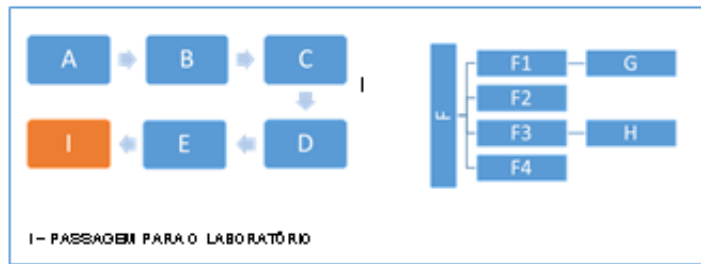 A B C
I
I E D
F
F1 G
F2
F3 H
F4
I – PASSAGEM PARA O LABORATÓRIO